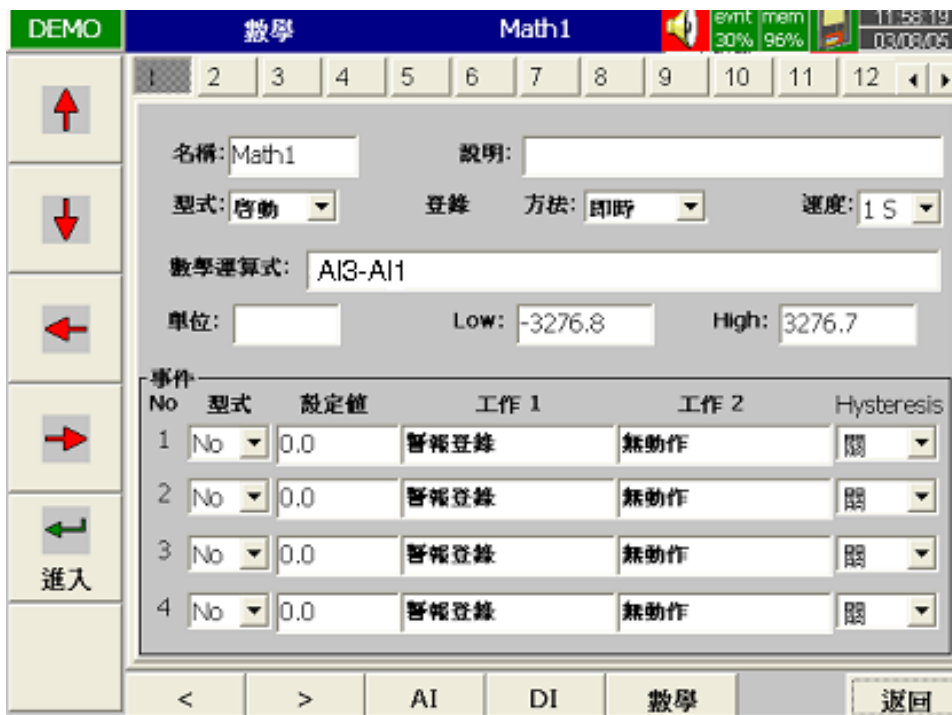 DEMO 數學 Math1 evnt mem 11:58:19
30% 96% 03/08/05
1 2 3 4 5 6 7 8 9 10 11 12
名稱: Math1 說明:
型式: 啓動 登錄 方法: 即時 速度: 1 S
數學運算式: AI3-AI1
單位: Low: -3276.8 High: 3276.7
事件
No 型式 設定値 工作 1 工作 2 Hysteresis
1 No 0.0 警報登錄 無動作 關
2 No 0.0 警報登錄 無動作 關
3 No 0.0 警報登錄 無動作 關
4 No 0.0 警報登錄 無動作 關
進入
< > AI DI 數學 返回